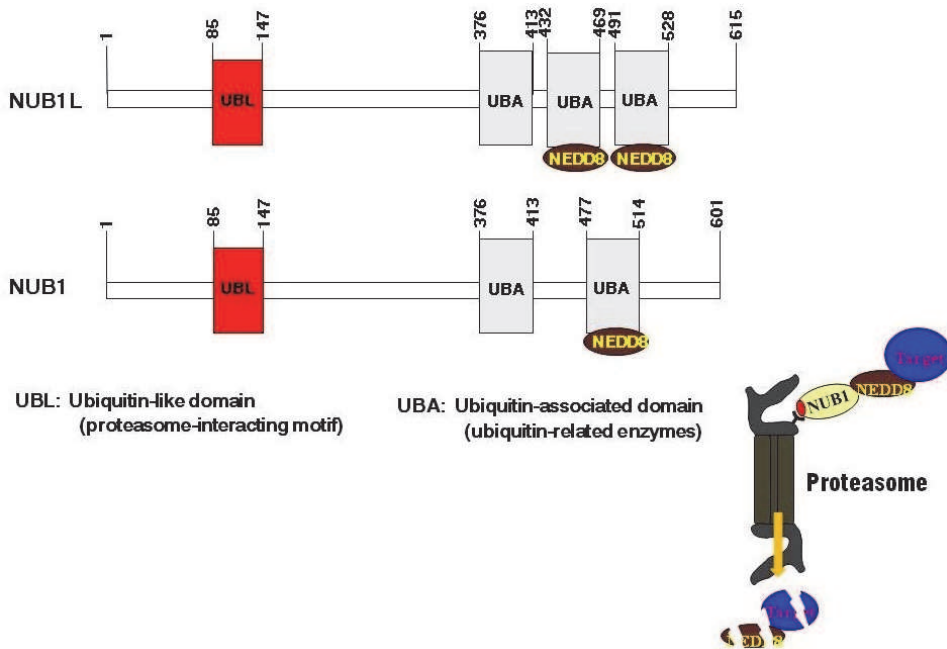 1
85
147
376
413
432
469
491
528
615
NUB1L
UBL
UBA
UBA
UBA
NEDD8
NEDD8
1
85
147
376
413
477
514
601
NUB1
UBL
UBA
UBA
NEDD8
UBL: Ubiquitin-like domain
(proteasome-interacting motif)
UBA: Ubiquitin-associated domain
(ubiquitin-related enzymes)
Target
NEDD8
NUB1
Proteasome
Target
NEDD8